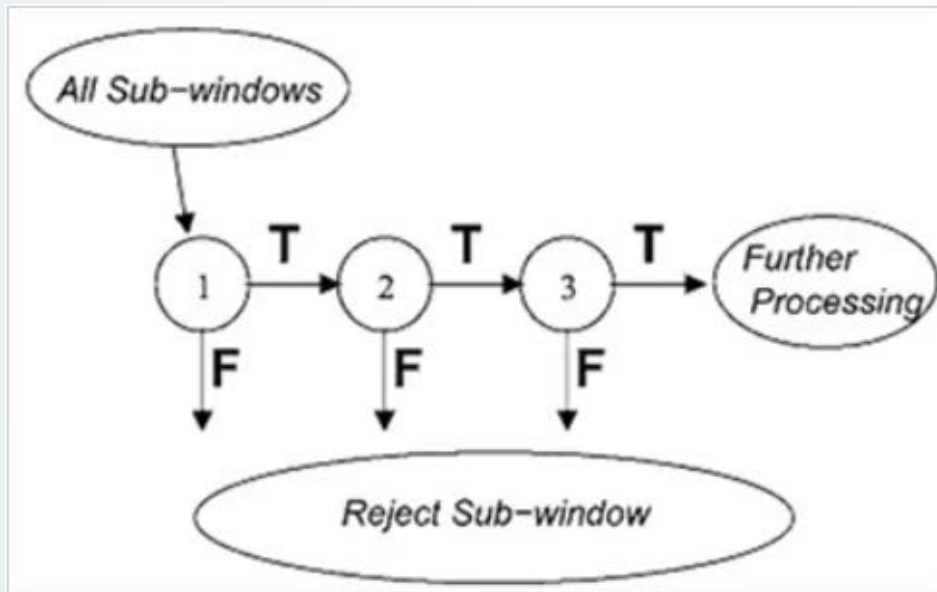 All Sub-windows
T T T
1 2 3
Further
Processing
F F F
Reject Sub-window